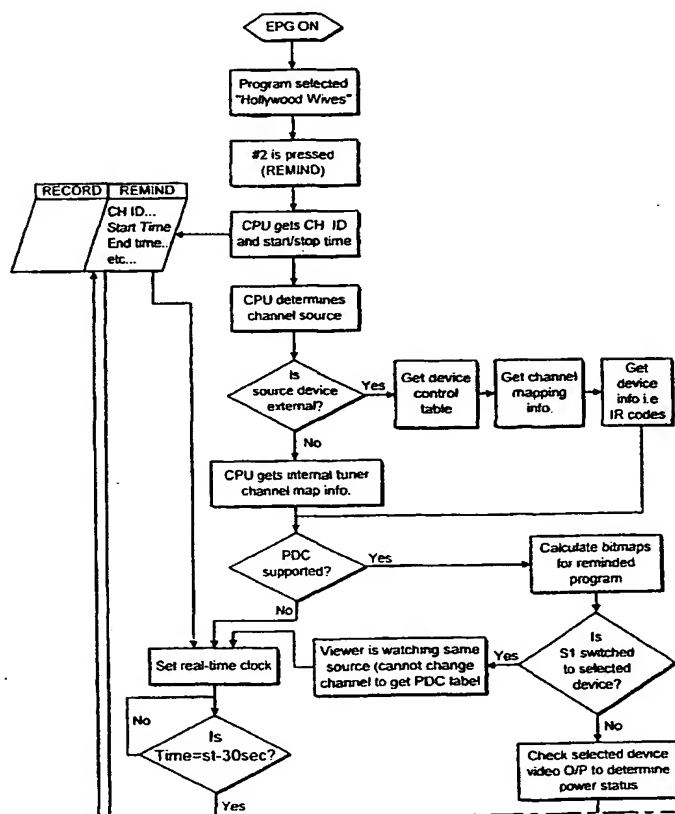 EPG ON
Program selected
"Hollywood Wives"
#2 is pressed
(REMIND)
RECORD
REMIND
CH ID...
Start Time
End time..
etc...
CPU gets CH ID
and start/stop time
CPU determines
channel source
Is
source device
external?
Yes
Get device
control
table
Get channel
mapping
info.
Get
device
info i.e
IR codes
No
CPU gets internal tuner
channel map info.
PDC
supported?
Yes
Calculate bitmaps
for reminded
program
No
Is
S1 switched
to selected
device?
Yes
Viewer is watching same
source (cannot change
channel to get PDC label
Set real-time clock
No
Check selected device
video O/P to determine
power status
No
Is
Time=st-30sec?
Yes